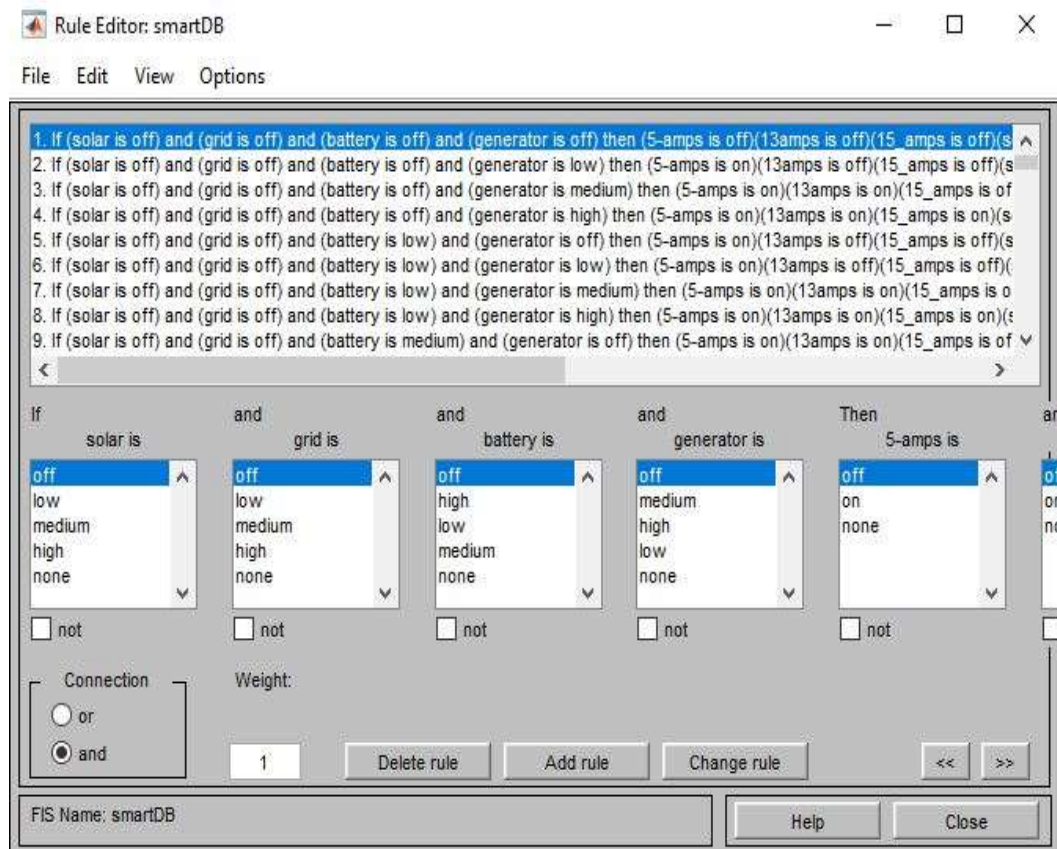 Rule Editor: smartDB
File Edit View Options
1. If (solar is off) and (grid is off) and (battery is off) and (generator is off) then (5-amps is off)(13amps is off)(15_amps is off)(s
2. If (solar is off) and (grid is off) and (battery is off) and (generator is low) then (5-amps is on)(13amps is off)(15_amps is off)(s
3. If (solar is off) and (grid is off) and (battery is off) and (generator is medium) then (5-amps is on)(13amps is on)(15_amps is of
4. If (solar is off) and (grid is off) and (battery is off) and (generator is high) then (5-amps is on)(13amps is on)(15_amps is on)(s
5. If (solar is off) and (grid is off) and (battery is low) and (generator is off) then (5-amps is on)(13amps is off)(15_amps is off)(s
6. If (solar is off) and (grid is off) and (battery is low) and (generator is low) then (5-amps is on)(13amps is off)(15_amps is off)(
7. If (solar is off) and (grid is off) and (battery is low) and (generator is medium) then (5-amps is on)(13amps is on)(15_amps is o
8. If (solar is off) and (grid is off) and (battery is low) and (generator is high) then (5-amps is on)(13amps is on)(15_amps is on)(s
9. If (solar is off) and (grid is off) and (battery is medium) and (generator is off) then (5-amps is on)(13amps is on)(15_amps is of
If and and and Then
solar is grid is battery is generator is 5-amps is
off off off off off
low low high medium on
medium medium low high none
high high medium low
none none none none
not not not not not
Connection Weight:
or
and 1 Delete rule Add rule Change rule << >>
FIS Name: smartDB Help Close